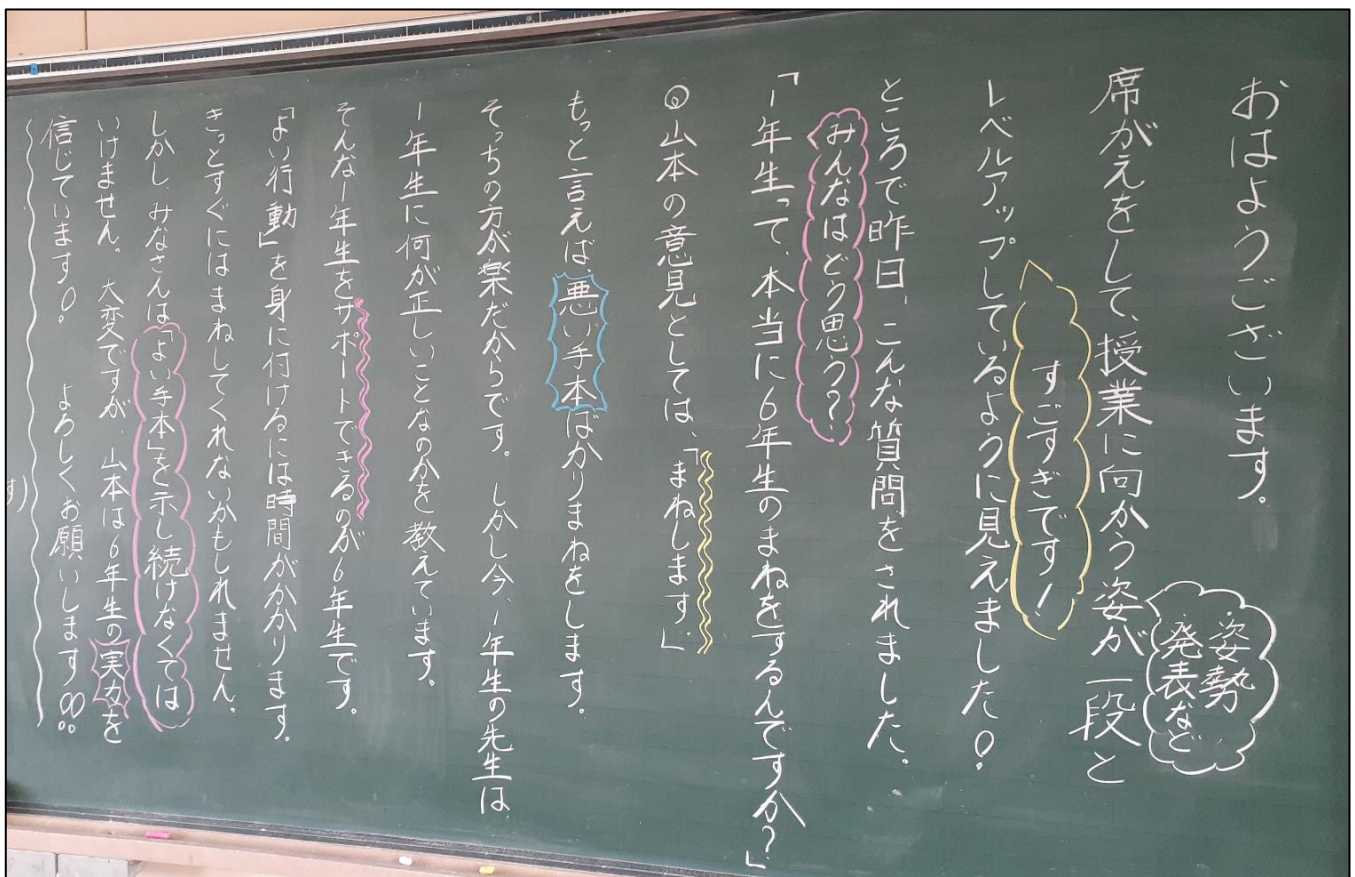 おはようございます。
姿勢
発表など
席がえをして、授業に向かう姿が一段と
すごすぎです!
レベルアップしているように見えました!
ところで昨日、こんな質問をされました。
みんなはどう思う?
「1年生って、本当に6年生のまねをするんですか?」
◎山本の意見としては、「まねします。」
もっと言えば、悪い手本ばかりまねをします。
そっちの方が楽だからです。しかし今、1年生の先生は
1年生に何が正しいことなのかを教えています。
そんな1年生をサポートできるのが6年生です。
「よい行動」を身に付けるには時間がかかります。
きっとすぐにはまねしてくれないかもしれません。
しかし、みなさんは「よい手本」を示し続けなくては
いけません。大変ですが、山本は6年生の実力を
信じています!よろしくお願いします!!
す)